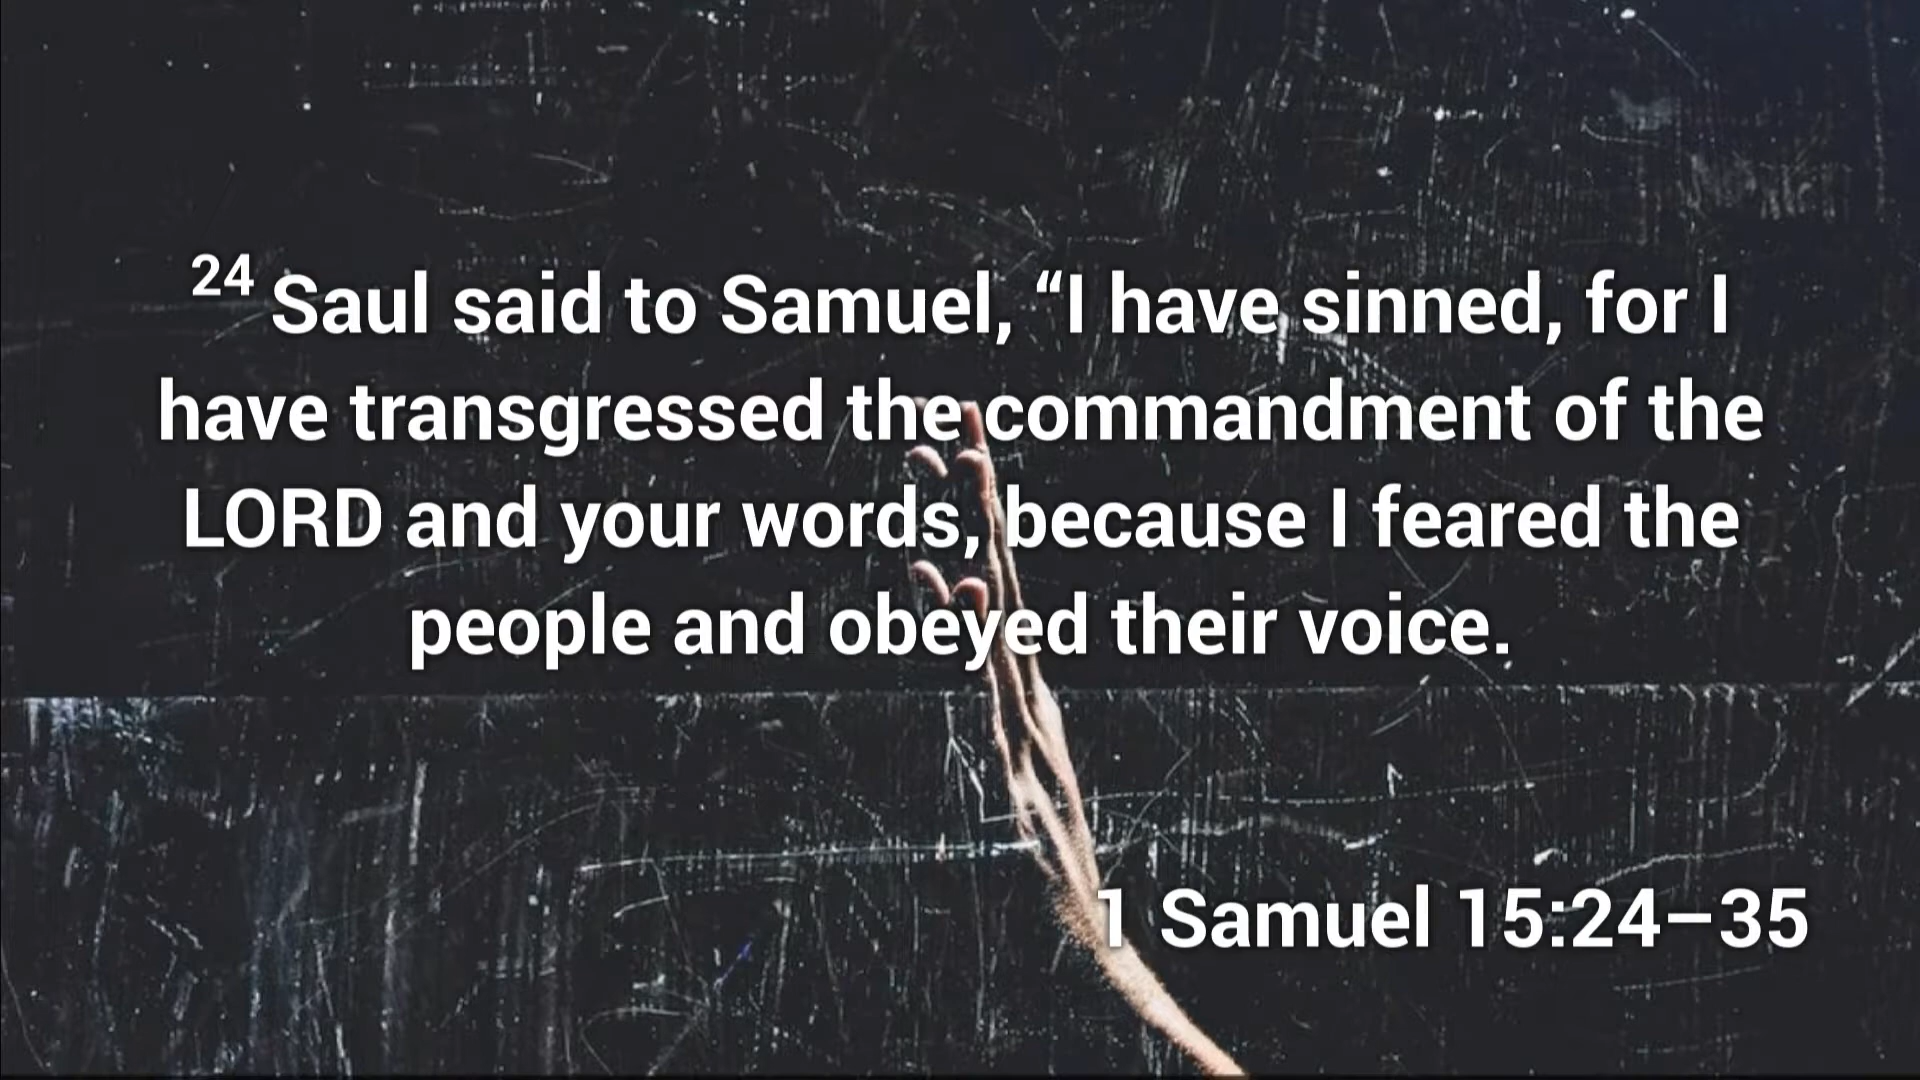 24 Saul said to Samuel, “I have sinned, for I
have transgressed the commandment of the
LORD and your words, because I feared the
people and obeyed their voice.
1 Samuel 15:24–35